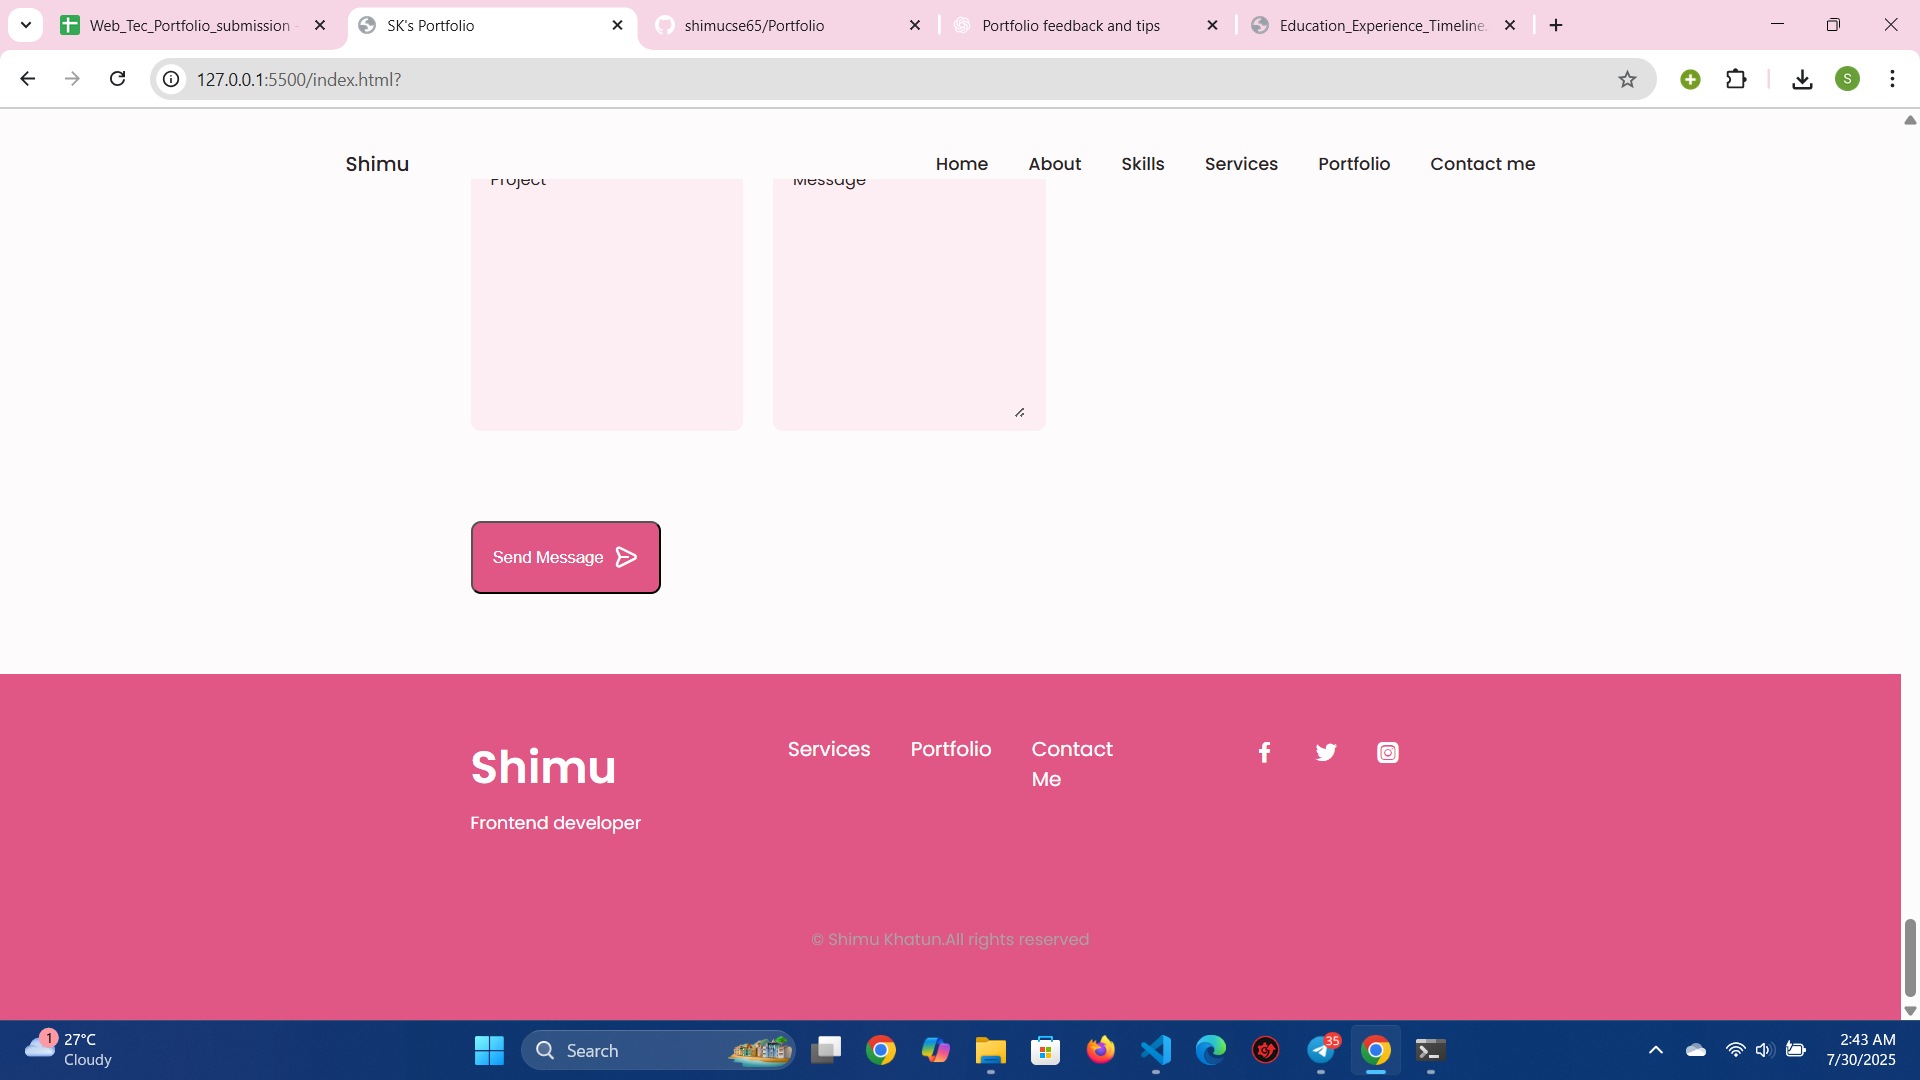 Web_Tec_Portfolio_submission
SK's Portfolio
shimucse65/Portfolio
Portfolio feedback and tips
Education_Experience_Timeline.
127.0.0.1:5500/index.html?
S
Shimu
Home
About
Skills
Services
Portfolio
Contact me
Project
Message
Send Message
Shimu
Frontend developer
Services
Portfolio
Contact
Me
© Shimu Khatun.All rights reserved
1
27°C
Cloudy
Search
35
2:43 AM
7/30/2025